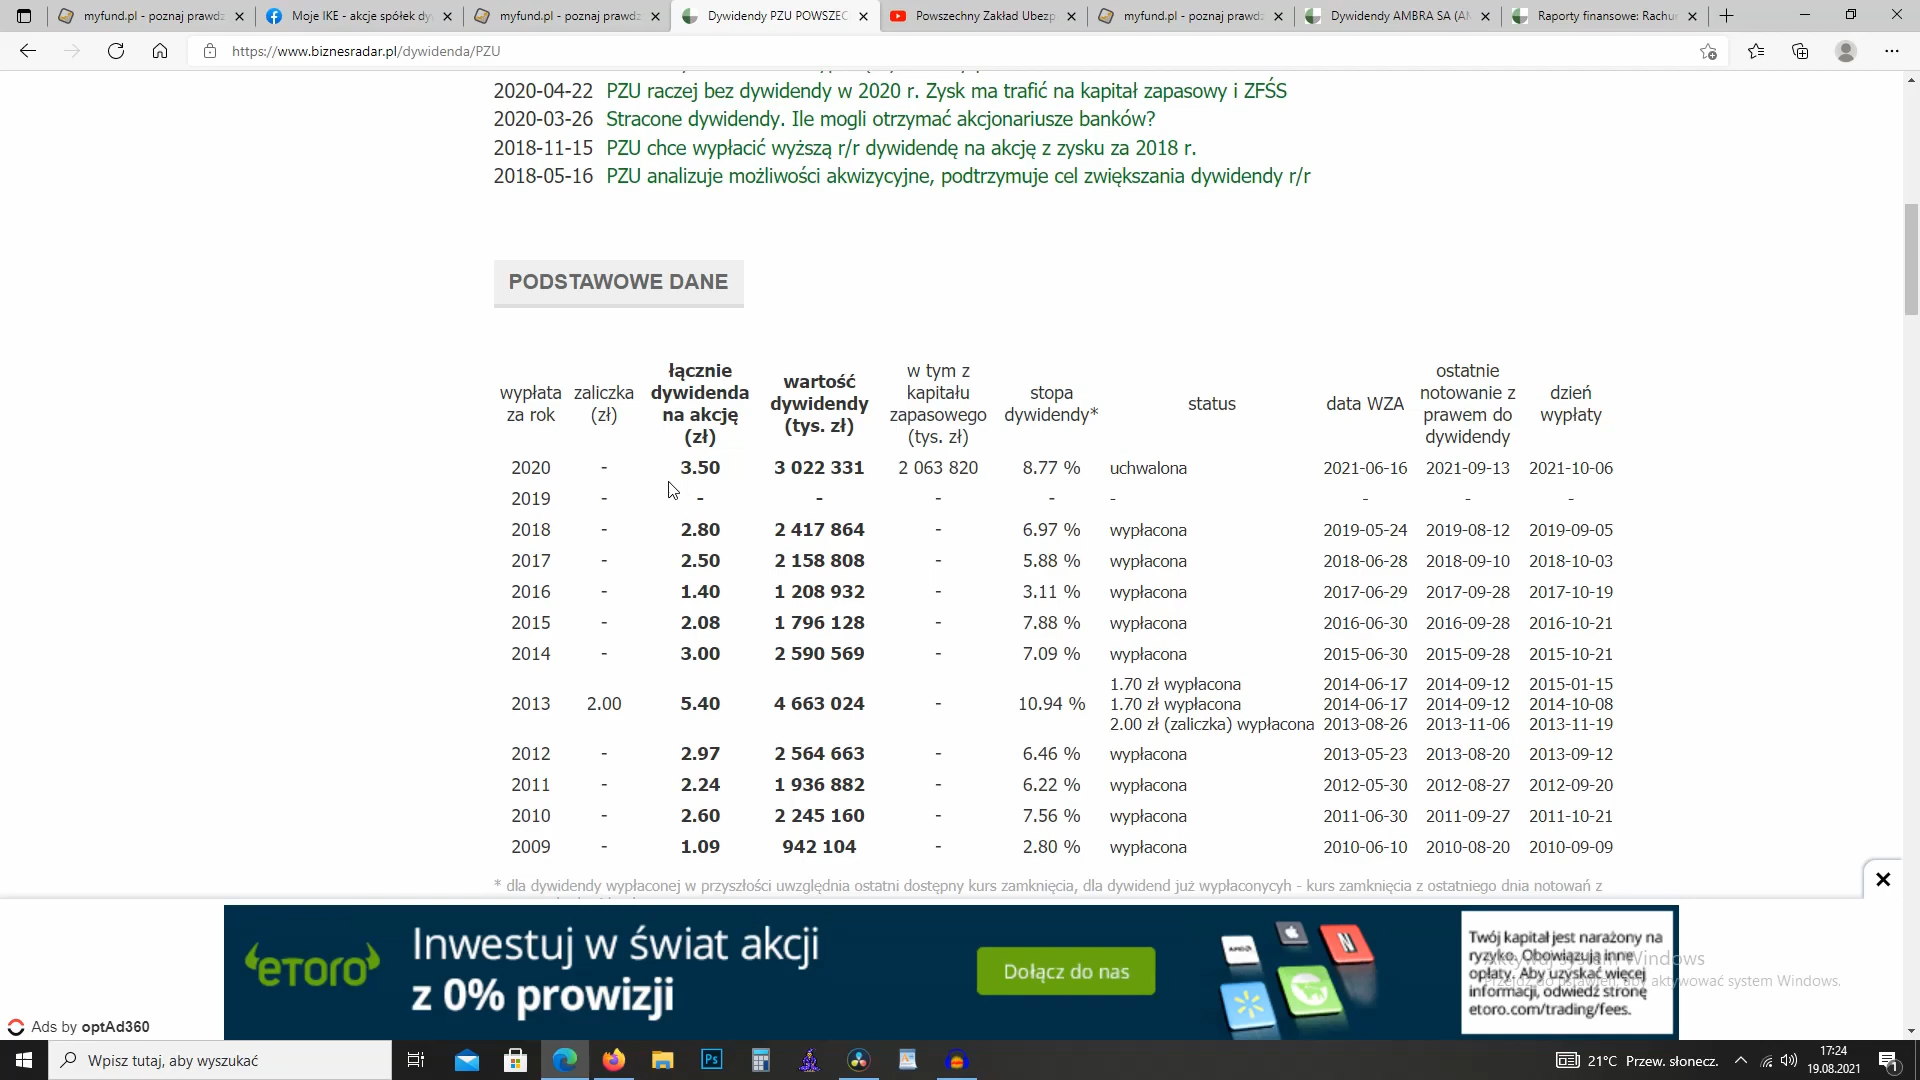 myfund.pl - poznaj prawdz
Moje IKE - akcje spółek dy
myfund.pl - poznaj prawdz
Dywidendy PZU POWSZEC
Powszechny Zakład Ubezp
myfund.pl - poznaj prawdz
Dywidendy AMBRA SA (AM
Raporty finansowe: Rachu
https://www.biznesradar.pl/dywidenda/PZU
2020-04-22 PZU raczej bez dywidendy w 2020 r. Zysk ma trafić na kapitał zapasowy i ZFŚS
2020-03-26 Stracone dywidendy. Ile mogli otrzymać akcjonariusze banków?
2018-11-15 PZU chce wypłacić wyższą r/r dywidendę na akcję z zysku za 2018 r.
2018-05-16 PZU analizuje możliwości akwizycyjne, podtrzymuje cel zwiększania dywidendy r/r
PODSTAWOWE DANE
wypłata za rok zaliczka (zł) łącznie dywidenda na akcję (zł) wartość dywidendy (tys. zł) w tym z kapitału zapasowego (tys. zł) stopa dywidendy* status data WZA ostatnie notowanie z prawem do dywidendy dzień wypłaty
2020 - 3.50 3 022 331 2 063 820 8.77 % uchwalona 2021-06-16 2021-09-13 2021-10-06
2019 - - - - - - - - -
2018 - 2.80 2 417 864 - 6.97 % wypłacona 2019-05-24 2019-08-12 2019-09-05
2017 - 2.50 2 158 808 - 5.88 % wypłacona 2018-06-28 2018-09-10 2018-10-03
2016 - 1.40 1 208 932 - 3.11 % wypłacona 2017-06-29 2017-09-28 2017-10-19
2015 - 2.08 1 796 128 - 7.88 % wypłacona 2016-06-30 2016-09-28 2016-10-21
2014 - 3.00 2 590 569 - 7.09 % wypłacona 2015-06-30 2015-09-28 2015-10-21
1.70 zł wypłacona 2014-06-17 2014-09-12 2015-01-15
2013 2.00 5.40 4 663 024 - 10.94 % 1.70 zł wypłacona 2014-06-17 2014-09-12 2014-10-08
2.00 zł (zaliczka) wypłacona 2013-08-26 2013-11-06 2013-11-19
2012 - 2.97 2 564 663 - 6.46 % wypłacona 2013-05-23 2013-08-20 2013-09-12
2011 - 2.24 1 936 882 - 6.22 % wypłacona 2012-05-30 2012-08-27 2012-09-20
2010 - 2.60 2 245 160 - 7.56 % wypłacona 2011-06-30 2011-09-27 2011-10-21
2009 - 1.09 942 104 - 2.80 % wypłacona 2010-06-10 2010-08-20 2010-09-09
* dla dywidendy wypłaconej w przyszłości uwzględnia ostatni dostępny kurs zamknięcia, dla dywidend już wypłaconycyh - kurs zamknięcia z ostatniego dnia notowań z
eToro
Inwestuj w świat akcji
z 0% prowizji
Dołącz do nas
AMD
N
Twój kapitał jest narażony na
ryzyko. Obowiązują inne
opłaty. Aby uzyskać więcej
informacji, odwiedź stronę
etoro.com/trading/fees.
Aktywuj system Windows
Przejdź do ustawień, aby aktywować system Windows.
Ads by optAd360
Wpisz tutaj, aby wyszukać
Ps
21°C Przew. słonecz.
17:24
19.08.2021
1